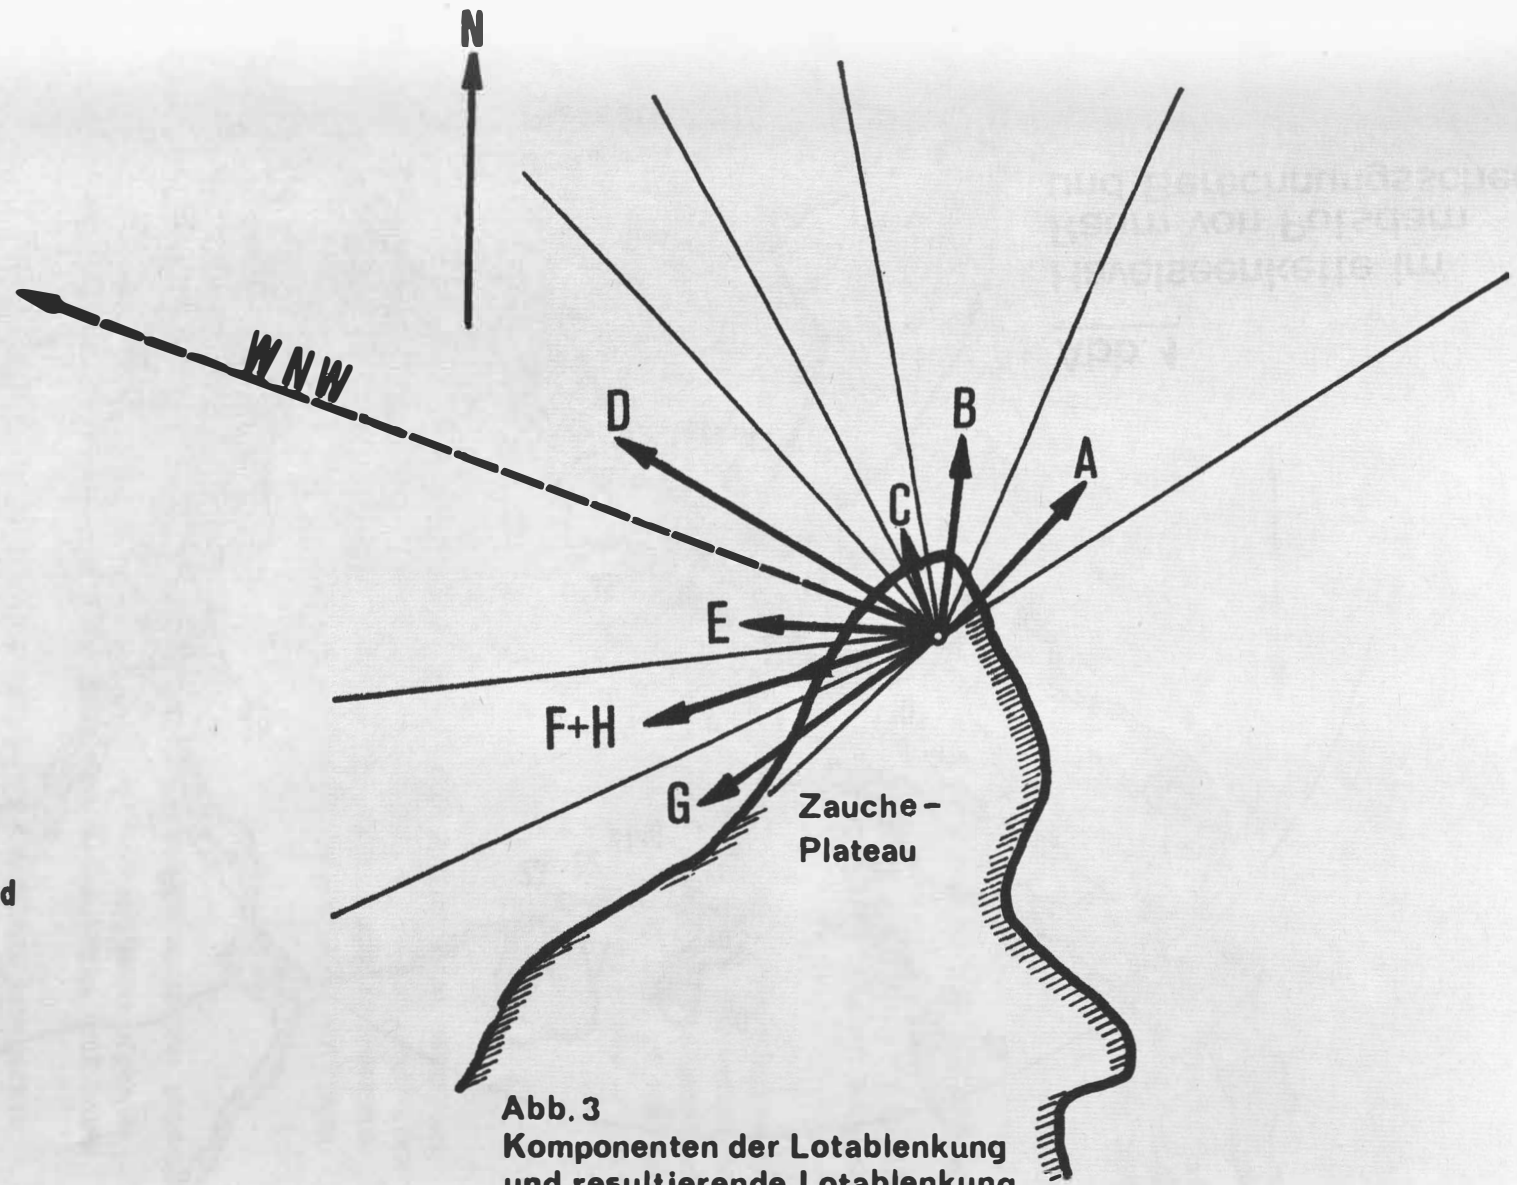 N
WNW
D
B
A
C
E
F+H
G
Zauche-
Plateau
d
Abb. 3
Komponenten der Lotablenkung
und resultierende Lotablenkung